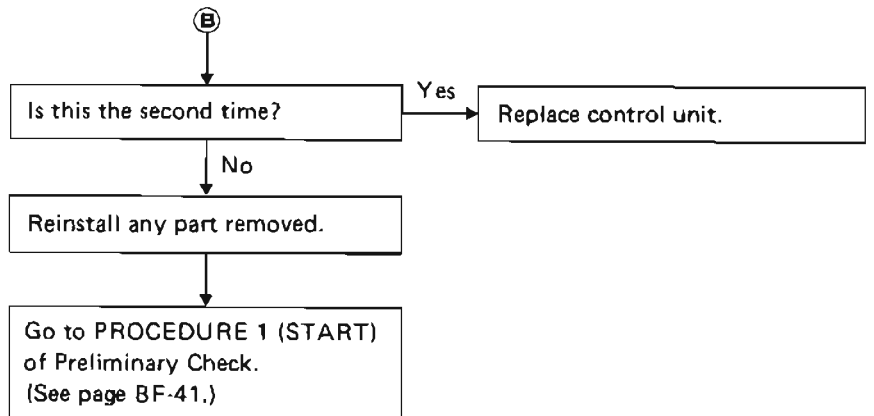 B
Is this the second time?
Yes
Replace control unit.
No
Reinstall any part removed.
Go to PROCEDURE 1 (START)
of Preliminary Check.
(See page BF-41.)